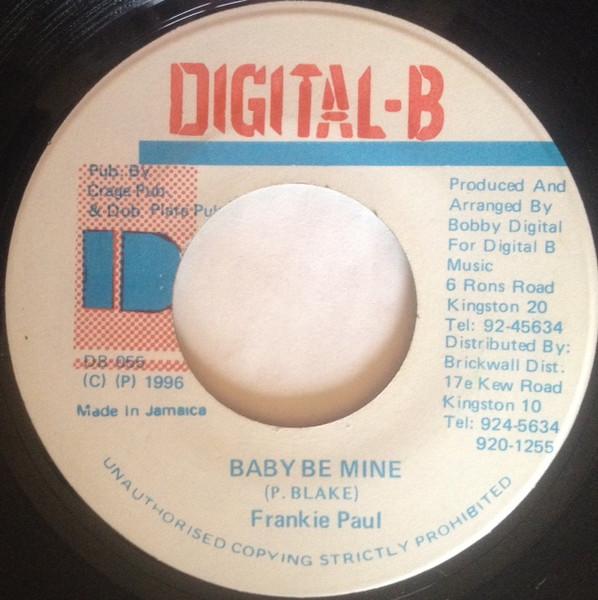 DIGITAL-B
Pub. By
Crage Pub.
& Dob. Plate Pub
DB 055
(C) (P) 1996
Made In Jamaica
Produced And
Arranged By
Bobby Digital
For Digital B
Music
6 Rons Road
Kingston 20
Tel: 92-45634
Distributed By:
Brickwall Dist.
17e Kew Road
Kingston 10
Tel: 924-5634
920-1255
BABY BE MINE
(P. BLAKE)
Frankie Paul
UNAUTHORISED COPYING STRICTLY PROHIBITED